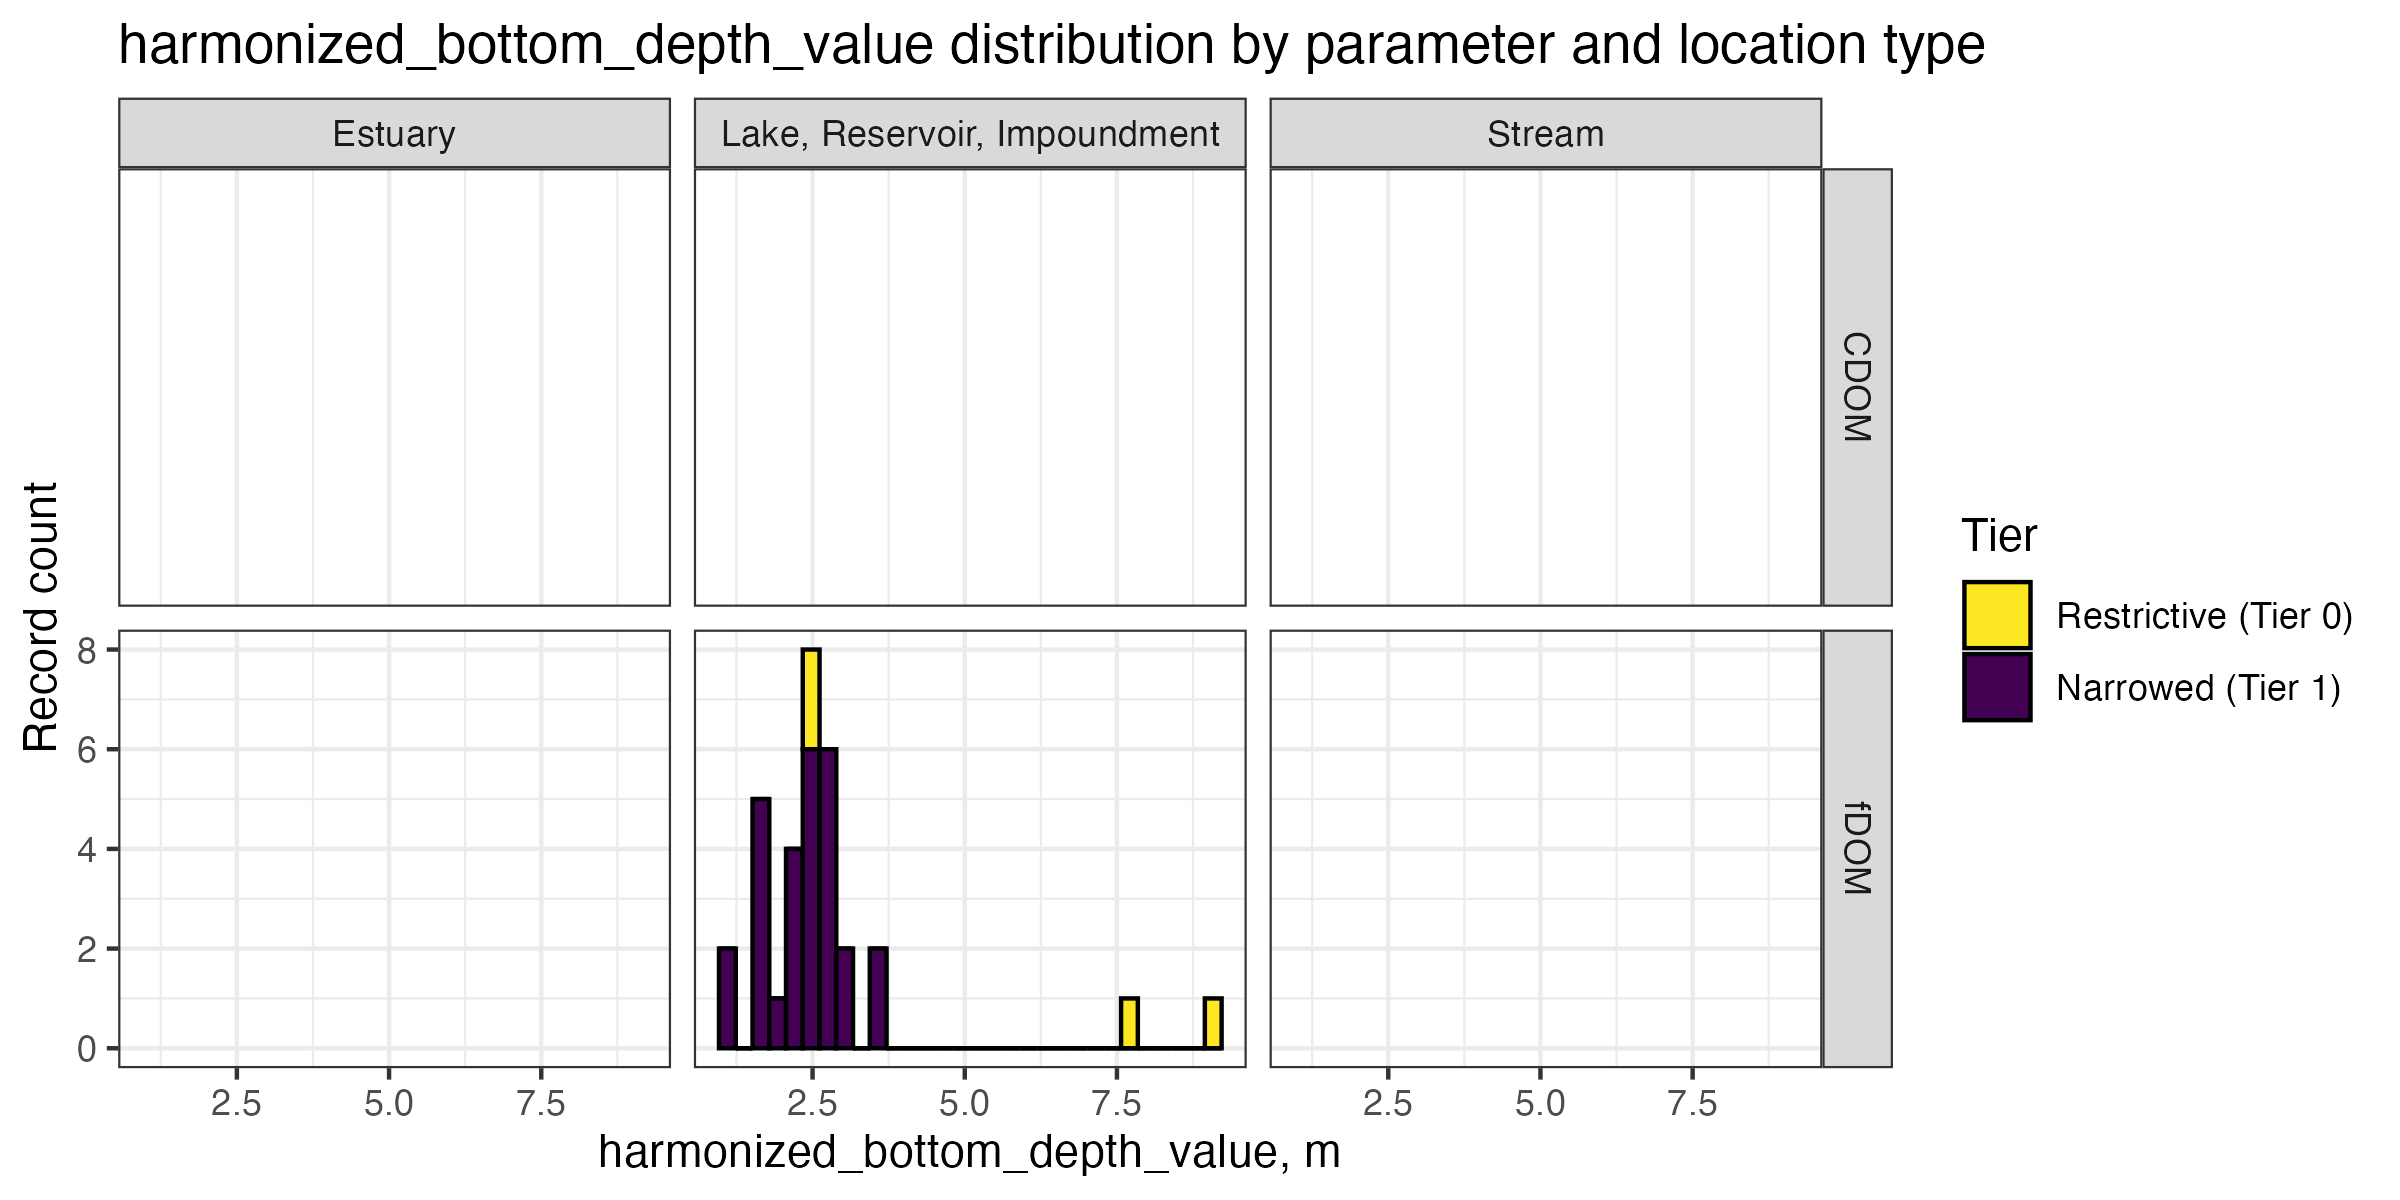 harmonized_bottom_depth_value distribution by parameter and location type
Estuary
Lake, Reservoir, Impoundment
Stream
CDOM
fDOM
Record count
8
6
4
2
0
2.5
5.0
7.5
2.5
5.0
7.5
2.5
5.0
7.5
harmonized_bottom_depth_value, m
Tier
Restrictive (Tier 0)
Narrowed (Tier 1)